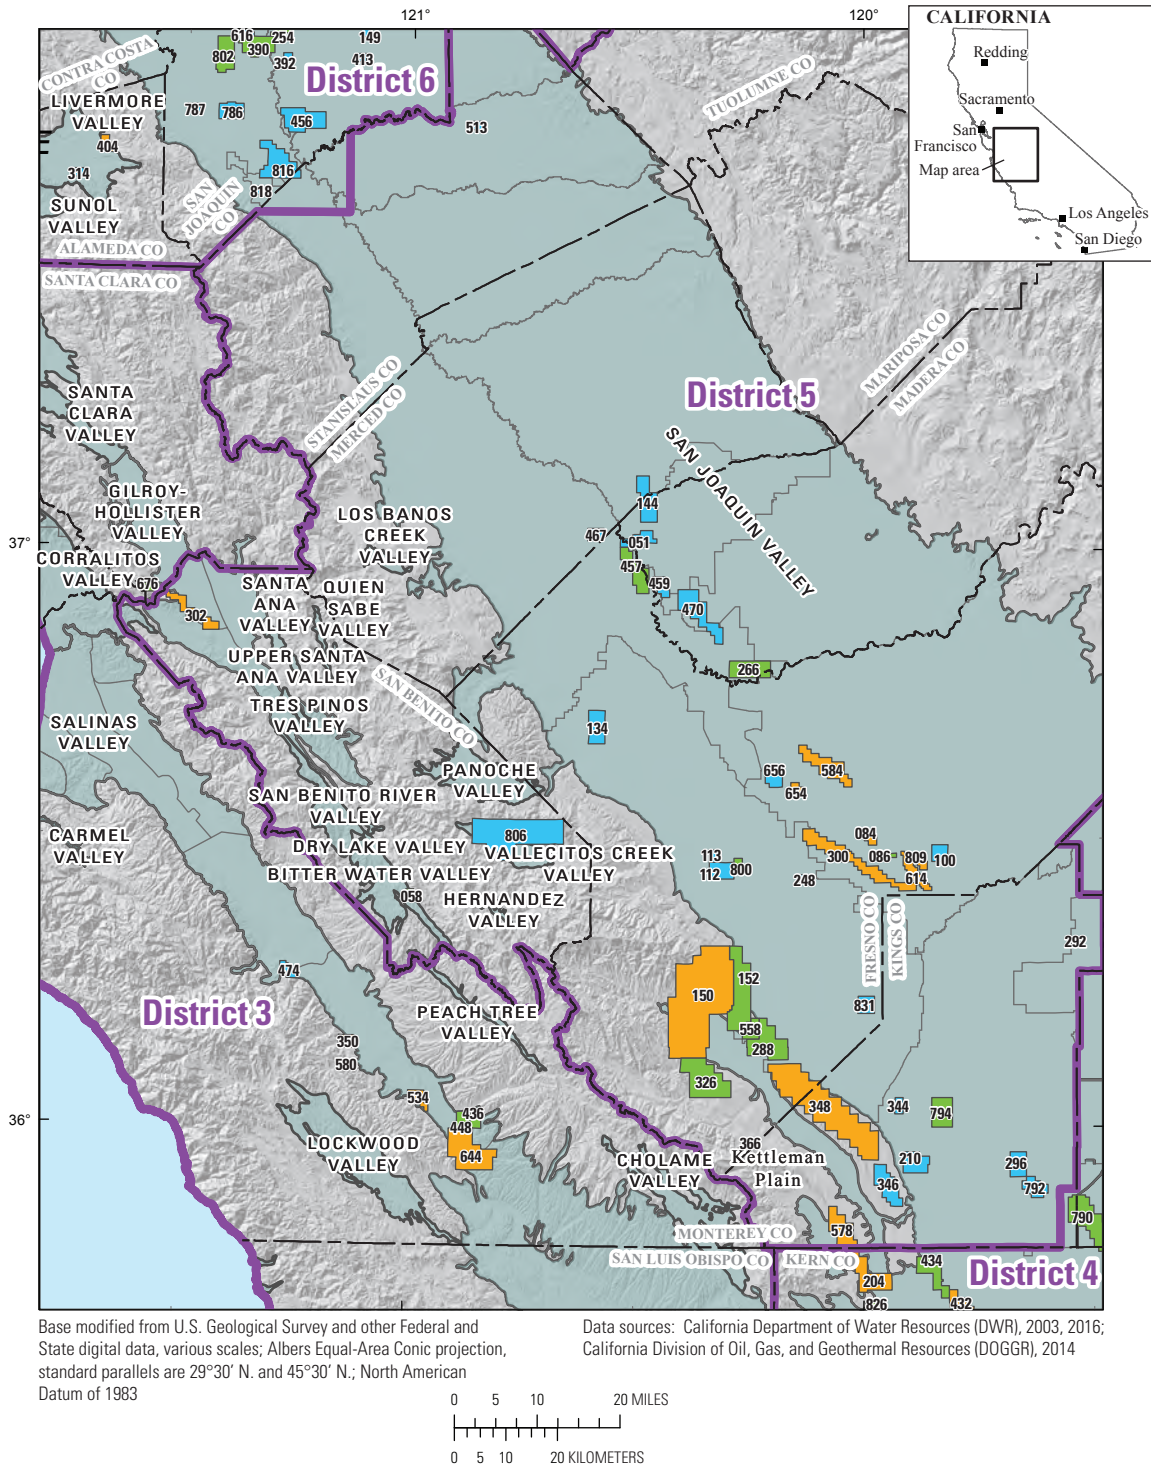 121°
120°
CALIFORNIA
Redding
Sacramento
San
Francisco
Map area
Los Angeles
San Diego
616
254
149
802
390
392
413
District 6
CONTRA COSTA
CO
LIVERMORE
VALLEY
787
786
456
513
TUOLUMNE CO
404
314
816
818
SAN
JOAQUIN
CO
SUNOL
VALLEY
ALAMEDA CO
SANTA CLARA CO
MARIPOSA CO
MADERA CO
STANISLAUS CO
MERCED CO
District 5
SANTA
CLARA
VALLEY
SAN JOAQUIN VALLEY
GILROY-
HOLLISTER
VALLEY
LOS BANOS
CREEK
VALLEY
144
467
051
37°
457
459
470
CORRALITOS
VALLEY
676
302
SANTA
ANA
VALLEY
QUIEN
SABE
VALLEY
UPPER SANTA
ANA VALLEY
266
SAN BENITO CO
TRES PINOS
VALLEY
134
SALINAS
VALLEY
PANOCHE
VALLEY
656
584
654
SAN BENITO RIVER
VALLEY
806
CARMEL
VALLEY
DRY LAKE VALLEY
VALLECITOS CREEK
VALLEY
BITTER WATER VALLEY
084
113
300
086
809
100
112
800
248
614
058
HERNANDEZ
VALLEY
FRESNO CO
KINGS CO
292
474
152
150
831
District 3
PEACH TREE
VALLEY
558
288
350
580
326
36°
534
436
448
348
344
794
LOCKWOOD
VALLEY
644
366
Kettleman
Plain
CHOLAME
VALLEY
210
296
346
792
790
578
MONTEREY CO
SAN LUIS OBISPO CO
KERN CO
434
District 4
204
826
432
Base modified from U.S. Geological Survey and other Federal and
State digital data, various scales; Albers Equal-Area Conic projection,
standard parallels are 29°30′ N. and 45°30′ N.; North American
Datum of 1983
Data sources: California Department of Water Resources (DWR), 2003, 2016;
California Division of Oil, Gas, and Geothermal Resources (DOGGR), 2014
0 5 10 20 MILES
0 5 10 20 KILOMETERS